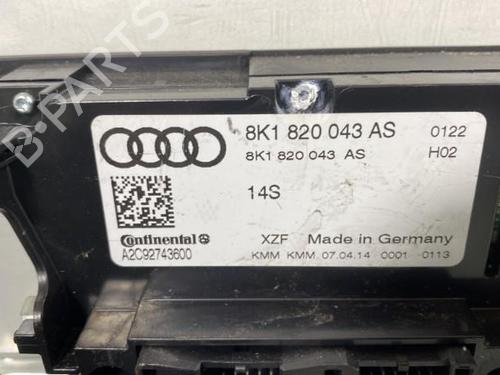 8K1 820 043 AS 0122
8K1 820 043 AS H02
14S
Continental XZF Made in Germany
A2C92743600 KMM KMM 07.04.14 0001 0113
B-PARTS